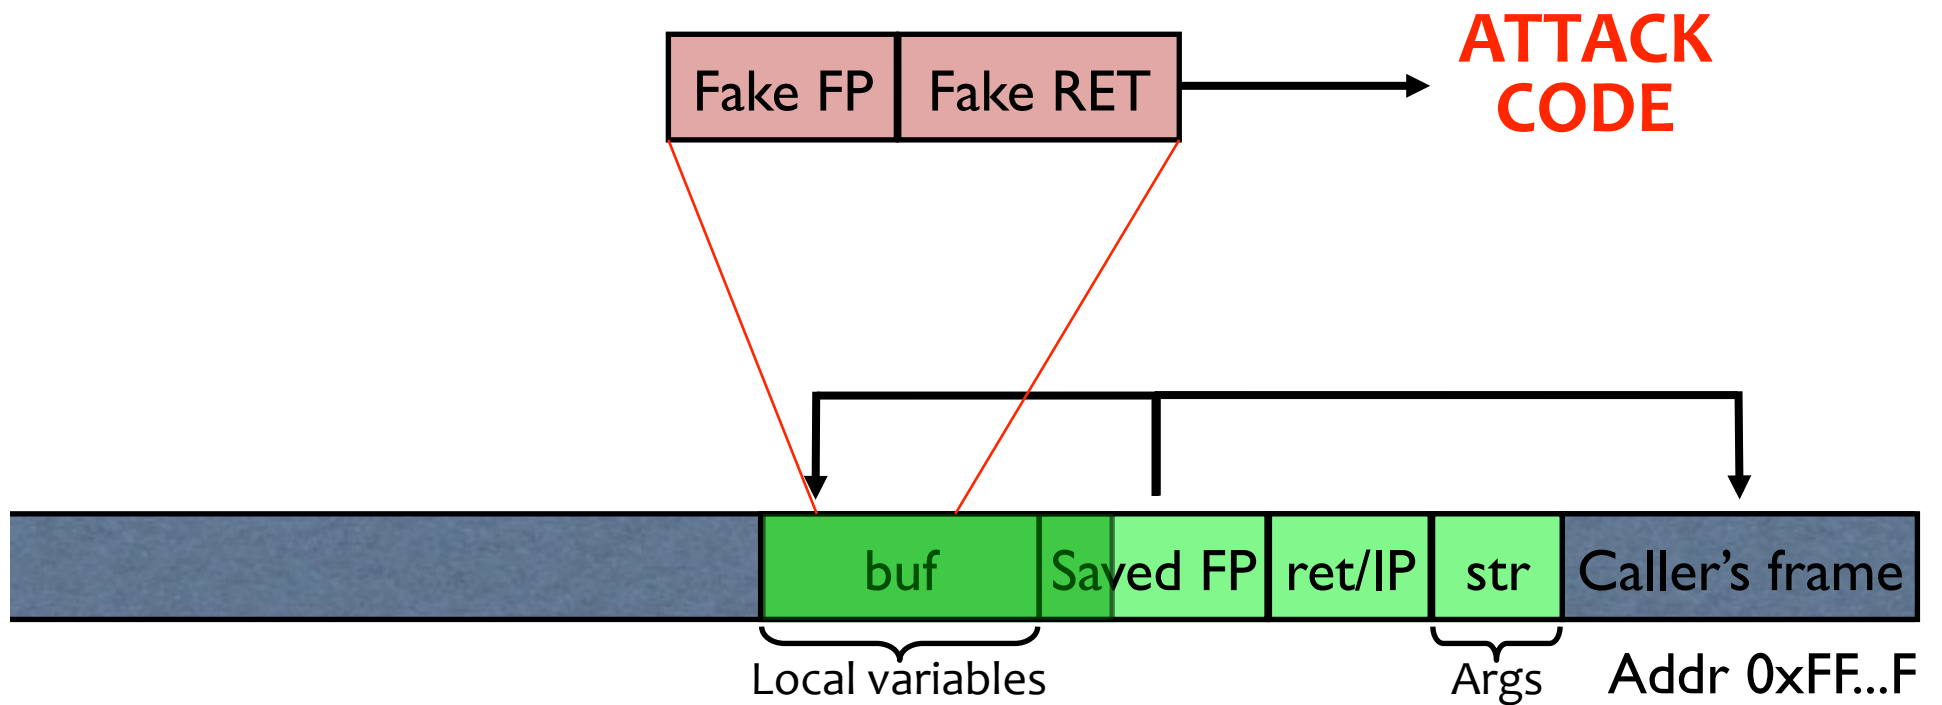 ATTACK
CODE
Fake FP
Fake RET
buf
Saved FP
ret/IP
str
Caller's frame
Local variables
Args
Addr 0xFF...F